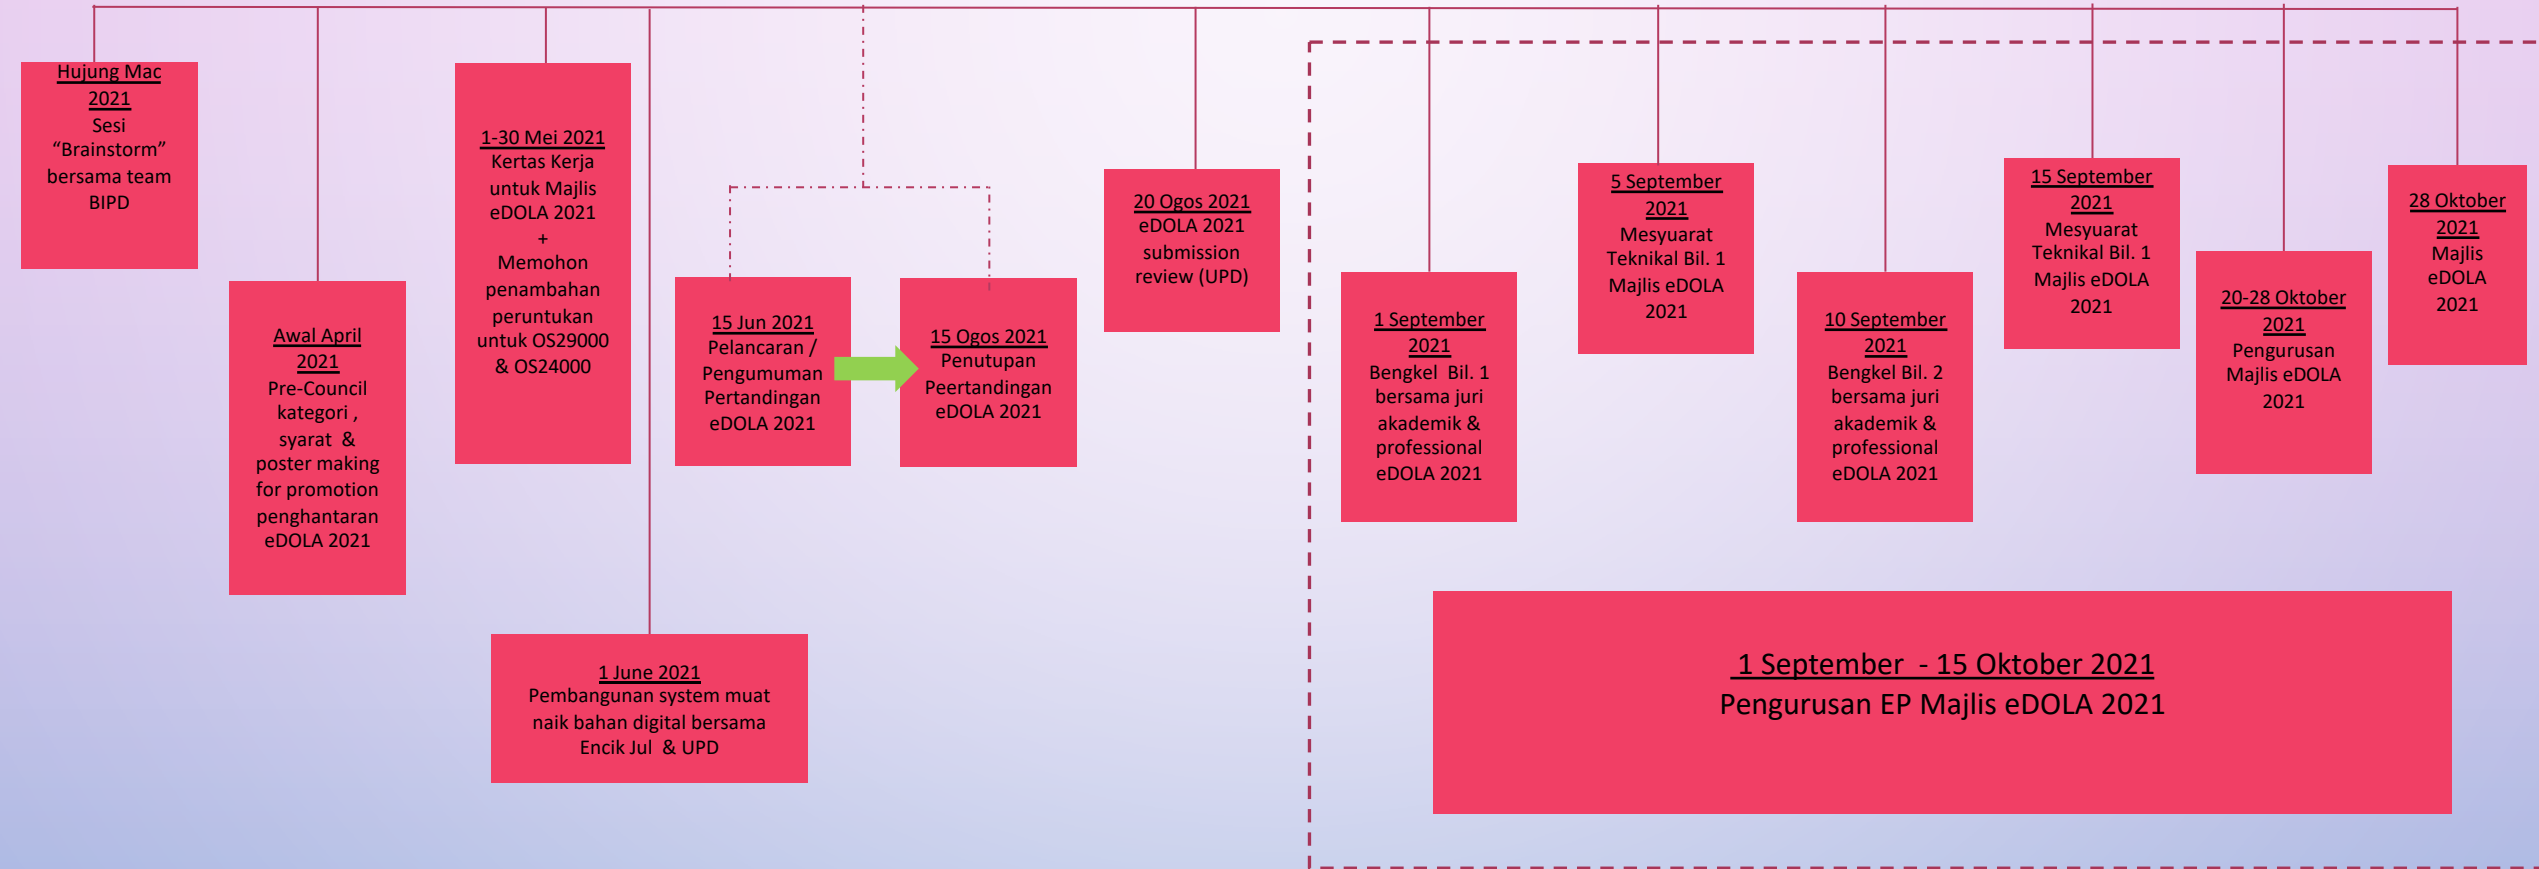 Hujung Mac
2021
Sesi
“Brainstorm”
bersama team
BIPD
Awal April
2021
Pre-Council
kategori ,
syarat &
poster making
for promotion
penghantaran
eDOLA 2021
1-30 Mei 2021
Kertas Kerja
untuk Majlis
eDOLA 2021
+
Memohon
penambahan
peruntukan
untuk OS29000
& OS24000
1 June 2021
Pembangunan system muat
naik bahan digital bersama
Encik Jul & UPD
15 Jun 2021
Pelancaran /
Pengumuman
Pertandingan
eDOLA 2021
15 Ogos 2021
Penutupan
Peertandingan
eDOLA 2021
20 Ogos 2021
eDOLA 2021
submission
review (UPD)
1 September
2021
Bengkel Bil. 1
bersama juri
akademik &
professional
eDOLA 2021
5 September
2021
Mesyuarat
Teknikal Bil. 1
Majlis eDOLA
2021
10 September
2021
Bengkel Bil. 2
bersama juri
akademik &
professional
eDOLA 2021
15 September
2021
Mesyuarat
Teknikal Bil. 1
Majlis eDOLA
2021
20-28 Oktober
2021
Pengurusan
Majlis eDOLA
2021
28 Oktober
2021
Majlis
eDOLA
2021
1 September - 15 Oktober 2021
Pengurusan EP Majlis eDOLA 2021